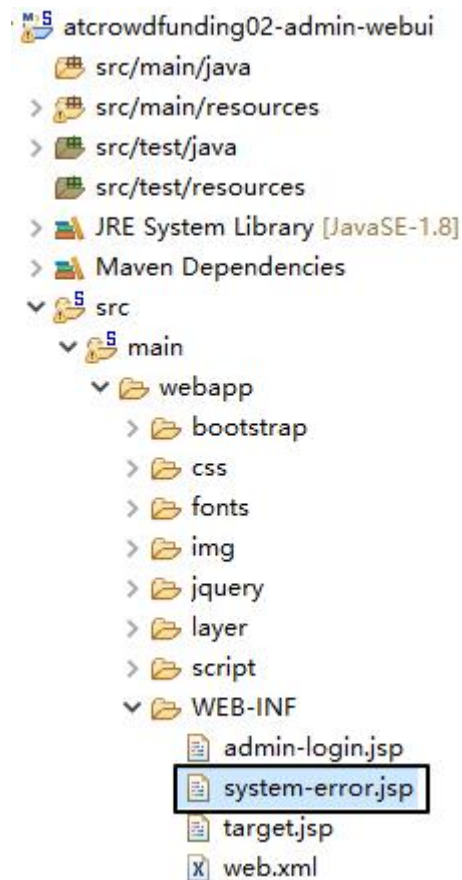 atcrowdfunding02-admin-webui
src/main/java
src/main/resources
src/test/java
src/test/resources
JRE System Library [JavaSE-1.8]
Maven Dependencies
src
main
webapp
bootstrap
css
fonts
img
jquery
layer
script
WEB-INF
admin-login.jsp
system-error.jsp
target.jsp
web.xml